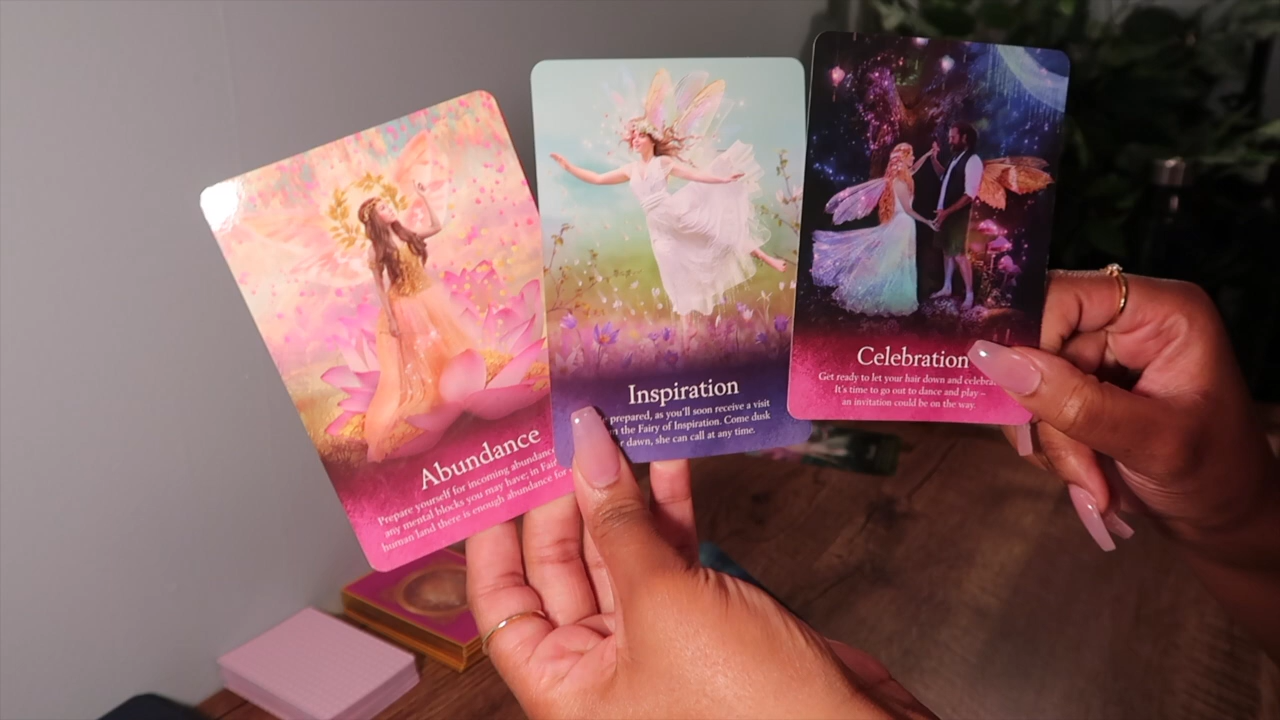 Abundance
Prepare yourself for incoming abundance
any mental blocks you may have; in
human land there is enough abundance for
Inspiration
prepared, as you'll soon receive a visit
the Fairy of Inspiration. Come dusk
dawn, she can call at any time.
Celebration
Get ready to let your hair down and
It's time to go out to dance and play –
an invitation could be on the way.